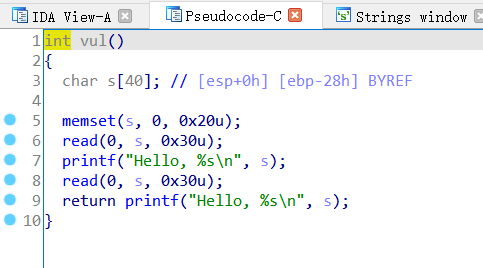 IDA View-A Pseudocode-C Strings window
1 int vul()
2 {
3 char s[40]; // [esp+0h] [ebp-28h] BYREF
4
5 memset(s, 0, 0x20u);
6 read(0, s, 0x30u);
7 printf("Hello, %s\n", s);
8 read(0, s, 0x30u);
9 return printf("Hello, %s\n", s);
10 }